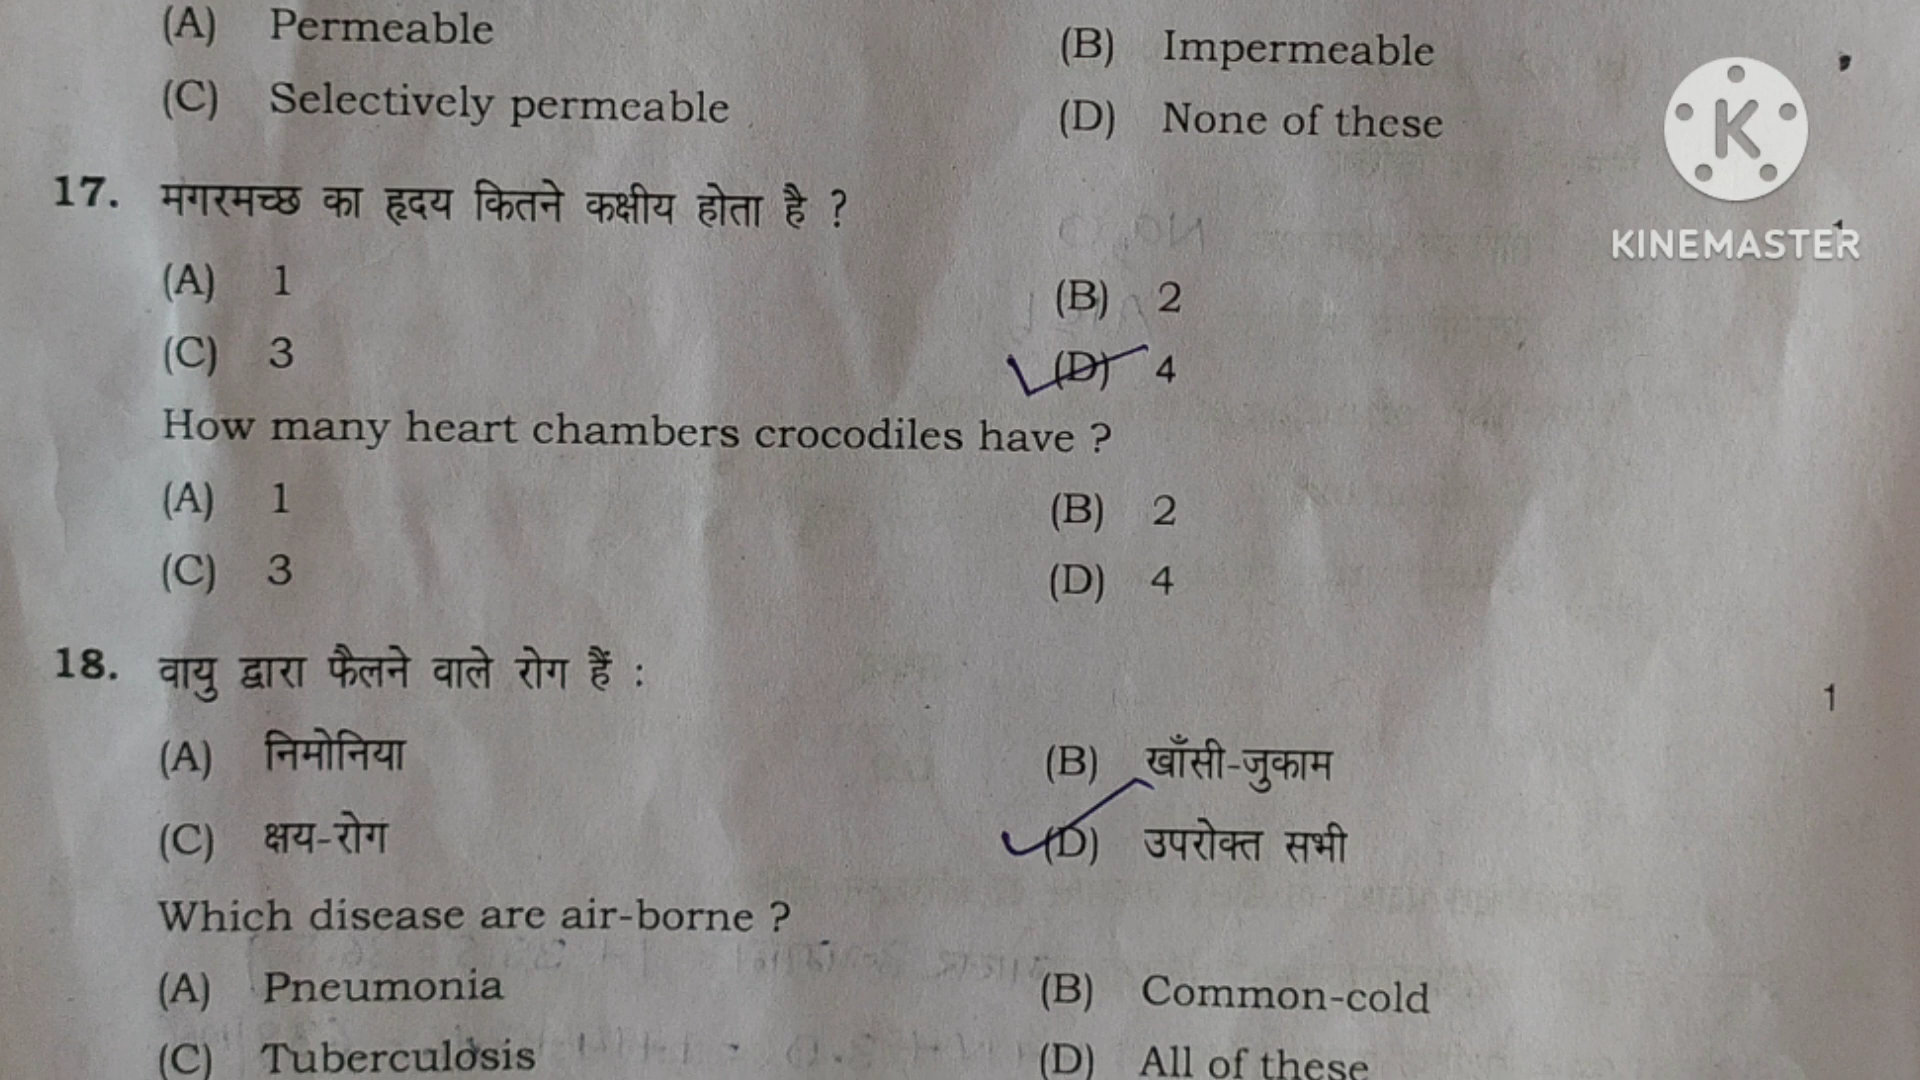 (A) Permeable (B) Impermeable
(C) Selectively permeable (D) None of these
17. मगरमच्छ का हृदय कितने कक्षीय होता है ? 1
(A) 1 (B) 2
(C) 3 (D) 4
How many heart chambers crocodiles have ?
(A) 1 (B) 2
(C) 3 (D) 4
18. वायु द्वारा फैलने वाले रोग हैं : 1
(A) निमोनिया (B) खाँसी-जुकाम
(C) क्षय-रोग (D) उपरोक्त सभी
Which disease are air-borne ?
(A) Pneumonia (B) Common-cold
(C) Tuberculosis (D) All of these
K
KINEMASTER